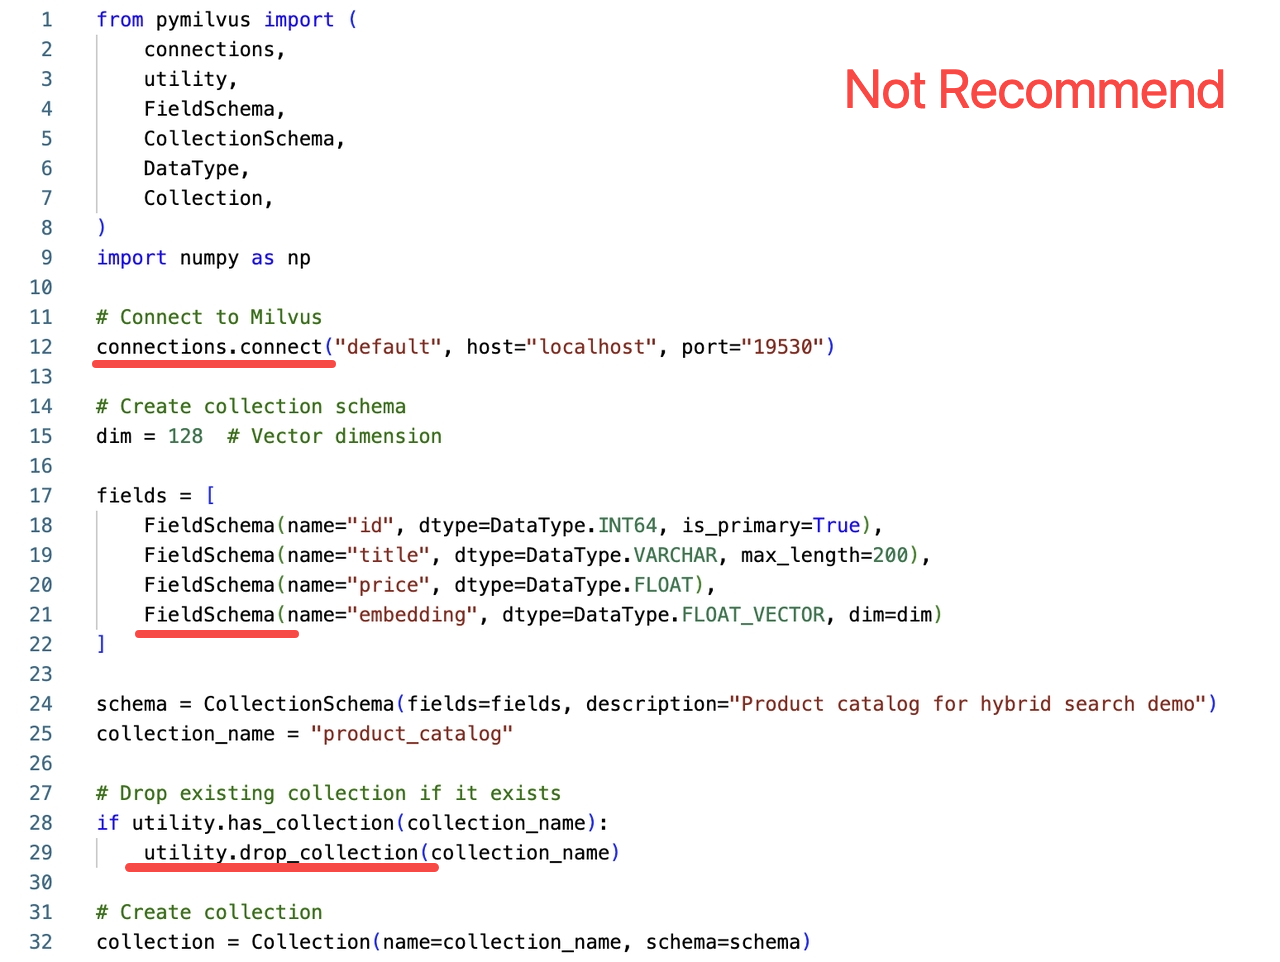 1 from pymilvus import (
2     connections,
3     utility,
Not Recommend
4     FieldSchema,
5     CollectionSchema,
6     DataType,
7     Collection,
8 )
9 import numpy as np
10
11 # Connect to Milvus
12 connections.connect("default", host="localhost", port="19530")
13
14 # Create collection schema
15 dim = 128  # Vector dimension
16
17 fields = [
18     FieldSchema(name="id", dtype=DataType.INT64, is_primary=True),
19     FieldSchema(name="title", dtype=DataType.VARCHAR, max_length=200),
20     FieldSchema(name="price", dtype=DataType.FLOAT),
21     FieldSchema(name="embedding", dtype=DataType.FLOAT_VECTOR, dim=dim)
22 ]
23
24 schema = CollectionSchema(fields=fields, description="Product catalog for hybrid search demo")
25 collection_name = "product_catalog"
26
27 # Drop existing collection if it exists
28 if utility.has_collection(collection_name):
29     utility.drop_collection(collection_name)
30
31 # Create collection
32 collection = Collection(name=collection_name, schema=schema)